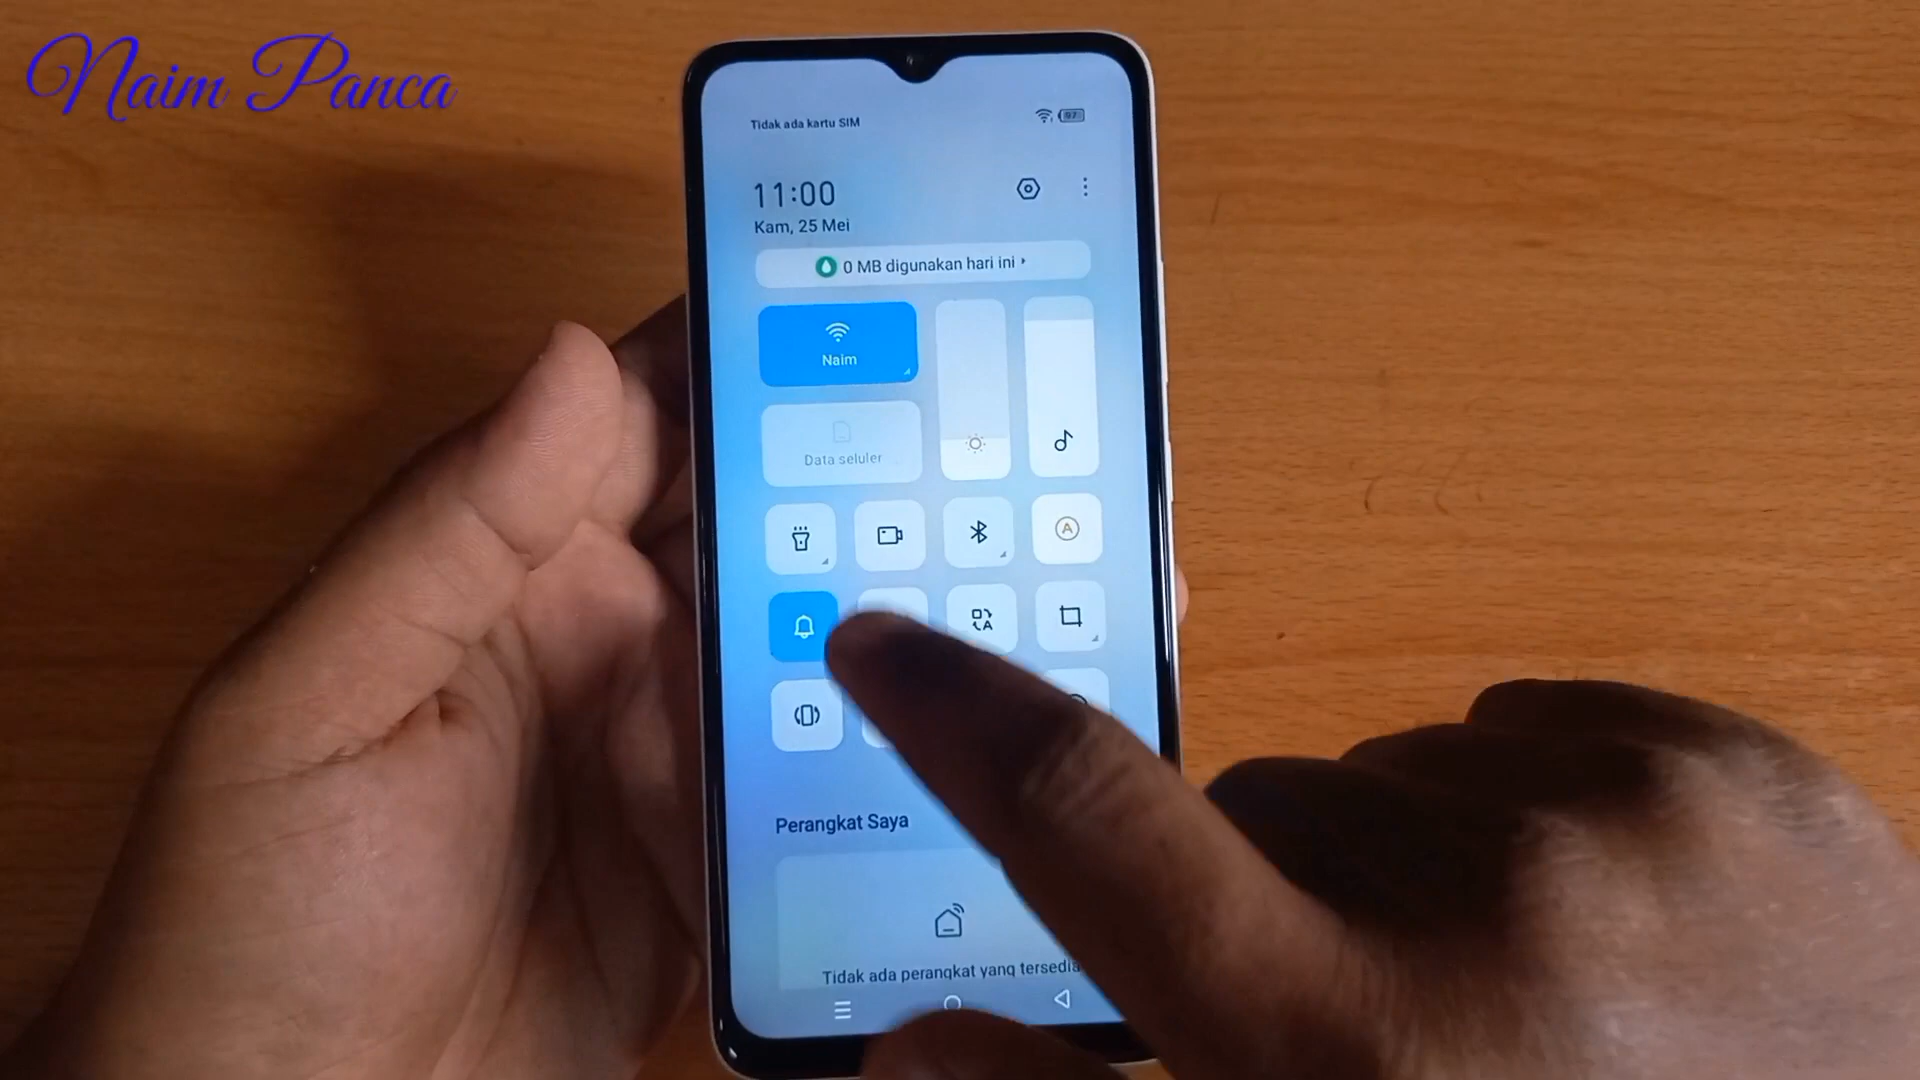 Naim Panca
Tidak ada kartu SIM
97
11:00
Kam, 25 Mei
0 MB digunakan hari ini
Naim
Data seluler
Perangkat Saya
Tidak ada perangkat yang tersedia